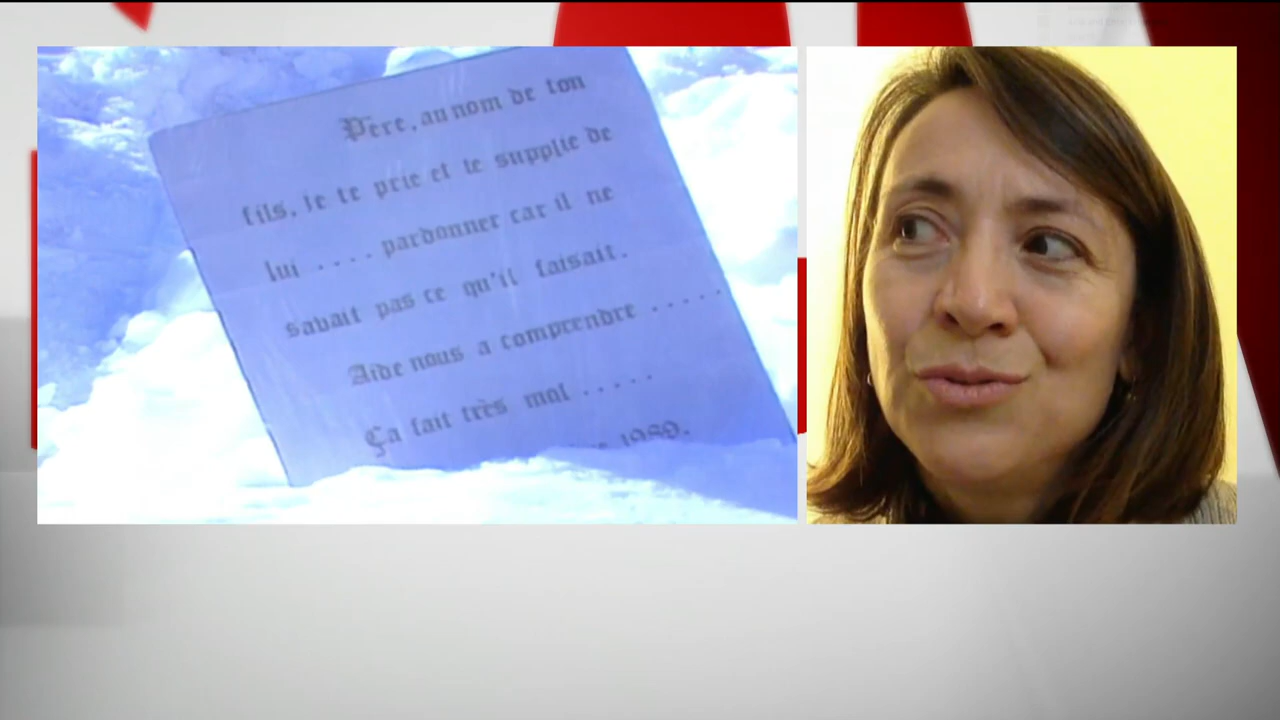 Père, au nom de ton
fils, je te prie et te supplie de
lui .... pardonner car il ne
savait pas ce qu'il faisait.
Aide nous a comprendre .....
Ça fait très mal .....
1989.